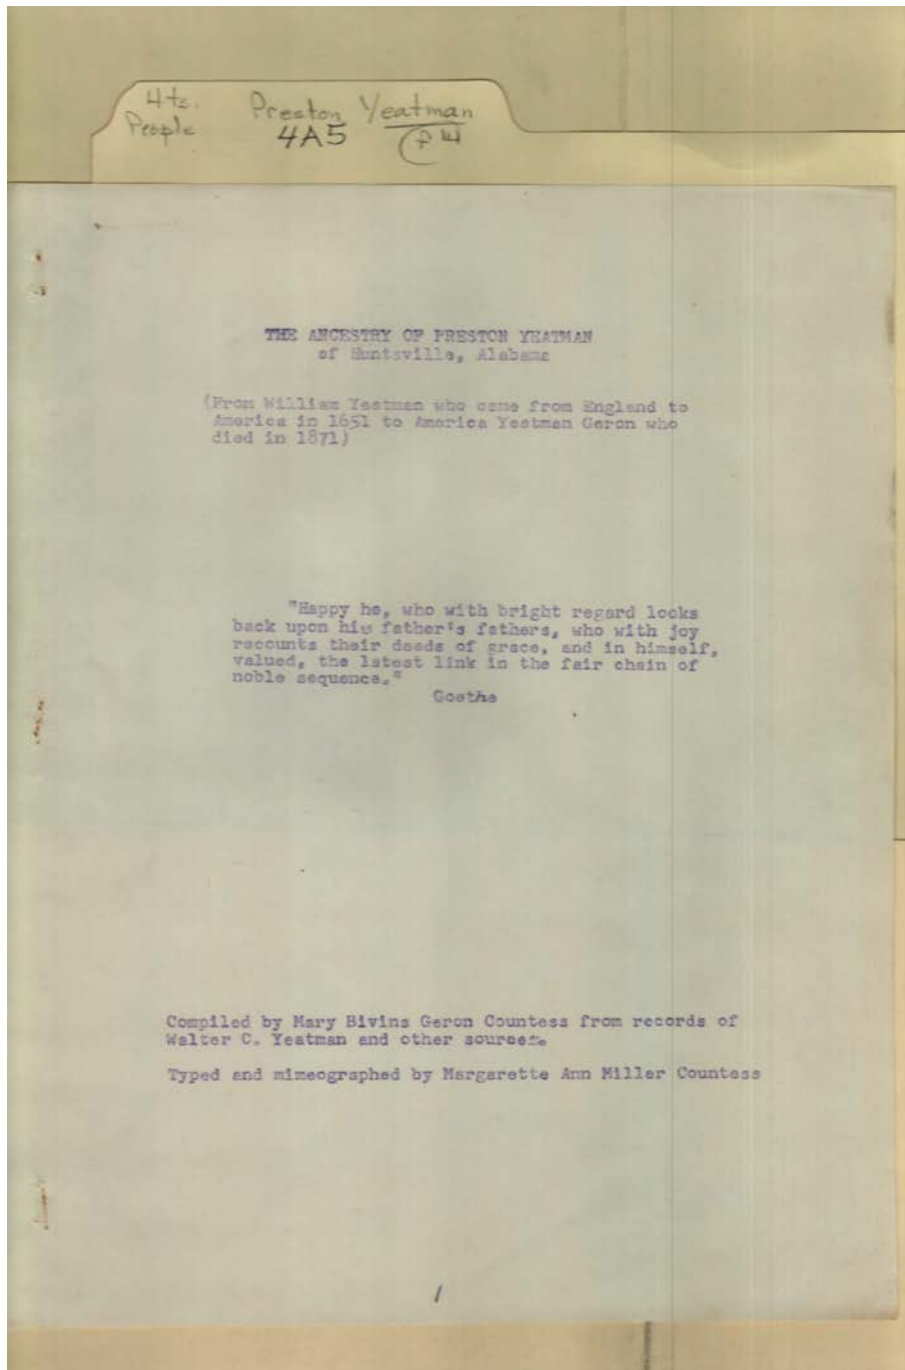 4ts. Preston Yeatman
People 4A5
THE ANCESTRY OF PRESTON YEATMAN
of Huntsville, Alabama
(From William Yeatman who came from England to
America in 1651 to America Yeatman Geron who
died in 1871)
"Happy he, who with bright regard looks
back upon his father's fathers, who with joy
recounts their deeds of grace, and in himself,
valued, the latest link in the fair chain of
noble sequence."
Goethe
Compiled by Mary Bivins Geron Countess from records of
Walter C. Yeatman and other sources.
Typed and mimeographed by Margarette Ann Miller Countess
1